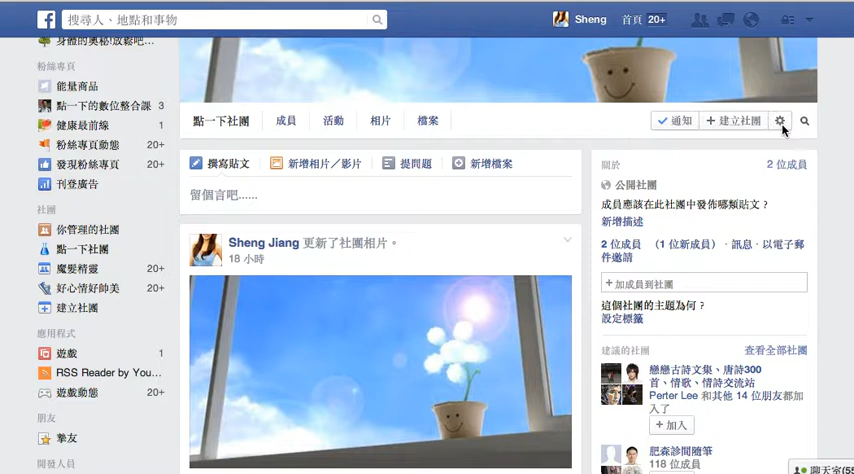 f
搜尋人、地點和事物
Sheng
首頁 20+
身體的奧秘!放鬆吧...
粉絲專頁
能量商品
點一下的數位整合課 3
健康最前線 1
粉絲專頁動態 20+
發現粉絲專頁 20+
刊登廣告
社團
你管理的社團
點一下社團
魔髮精靈 20+
好心情好帥美 20+
建立社團
應用程式
遊戲 1
RSS Reader by You...
遊戲動態 20+
朋友
摯友
開發人員
點一下社團 成員 活動 相片 檔案
✓ 通知 + 建立社團
撰寫貼文 新增相片／影片 提問題 新增檔案
留個言吧......
Sheng Jiang 更新了社團相片。
18 小時
關於 2 位成員
公開社團
成員應該在此社團中發佈哪類貼文？
新增描述
2 位成員 （1 位新成員）· 訊息 · 以電子郵
件邀請
+ 加成員到社團
這個社團的主題為何？
設定標籤
建議的社團 查看全部社團
戀戀古詩文集、唐詩300
首、情歌、情詩交流站
Perter Lee 和其他 14 位朋友都加
入了
+ 加入
肥森診間隨筆
118 位成員
聊天室(55